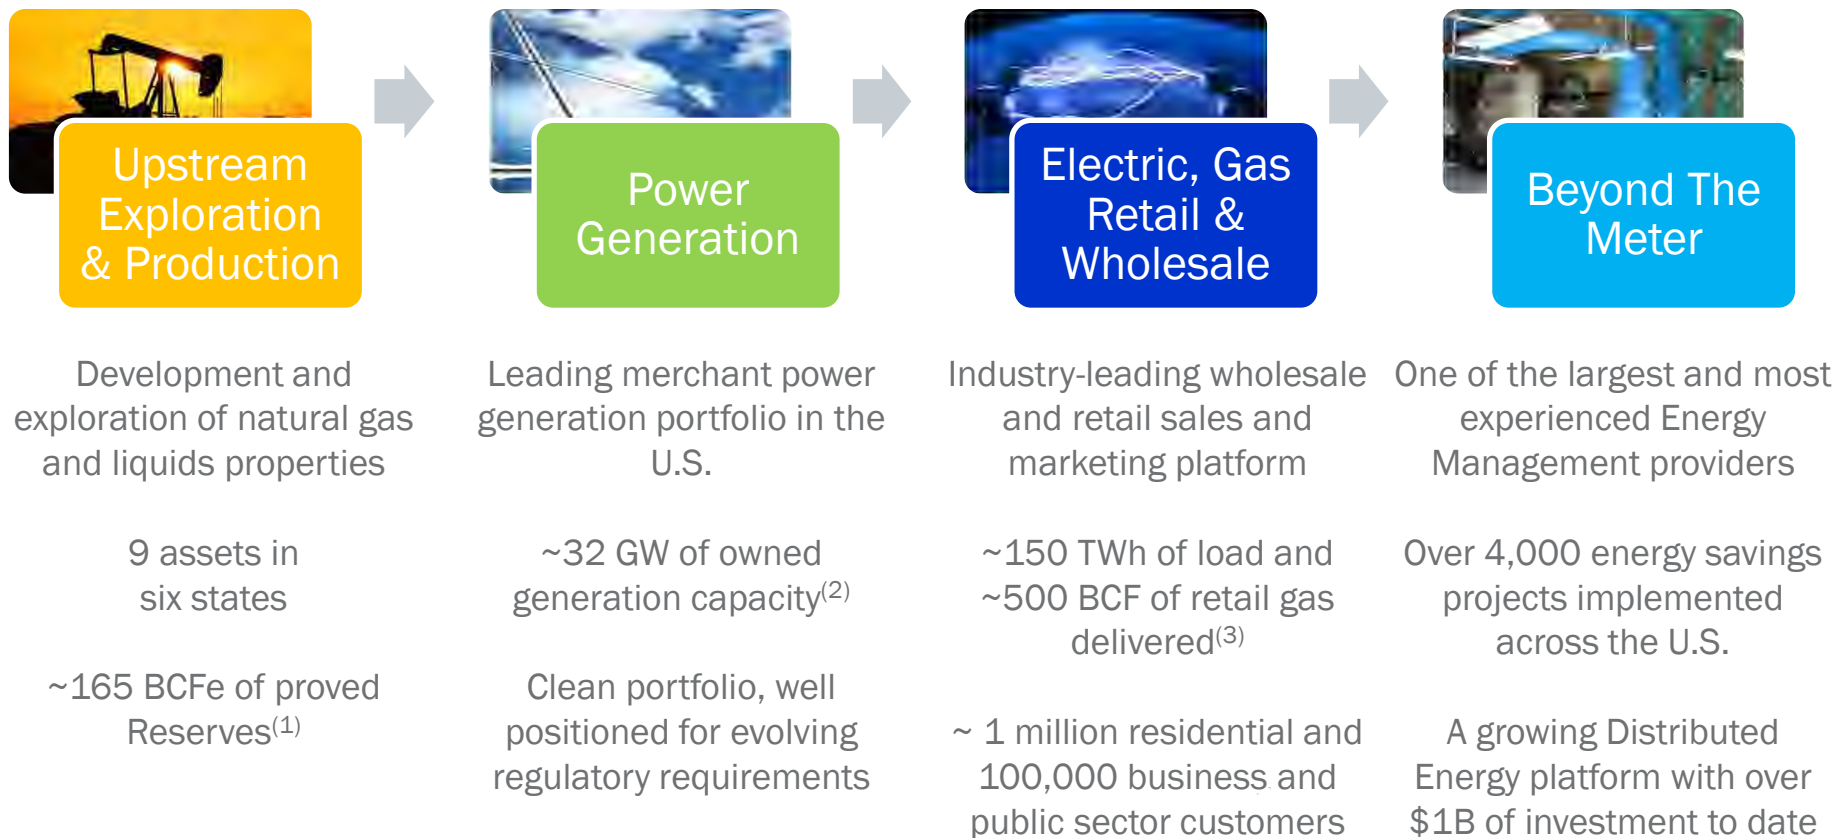 Upstream
Exploration
& Production
Power
Generation
Electric, Gas
Retail &
Wholesale
Beyond The
Meter
Development and
exploration of natural gas
and liquids properties
9 assets in
six states
~165 BCFe of proved
Reserves(1)
Leading merchant power
generation portfolio in the
U.S.
~32 GW of owned
generation capacity(2)
Clean portfolio, well
positioned for evolving
regulatory requirements
Industry-leading wholesale
and retail sales and
marketing platform
~150 TWh of load and
~500 BCF of retail gas
delivered(3)
~ 1 million residential and
100,000 business and
public sector customers
One of the largest and most
experienced Energy
Management providers
Over 4,000 energy savings
projects implemented
across the U.S.
A growing Distributed
Energy platform with over
$1B of investment to date